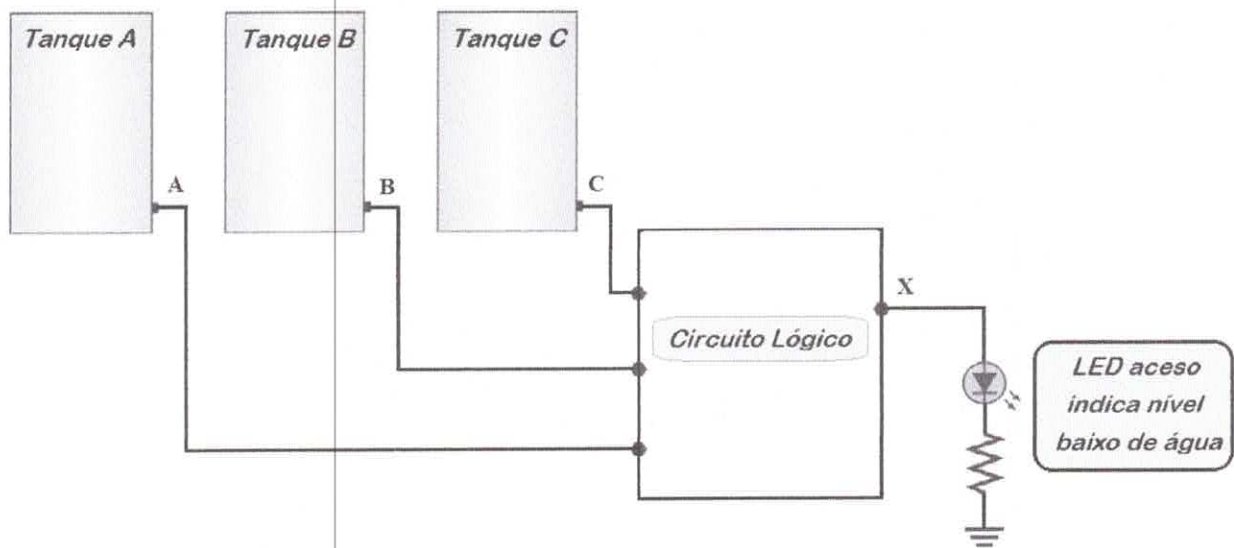 Tanque A
Tanque B
Tanque C
A
B
C
X
Circuito Lógico
LED aceso
indica nível
baixo de água